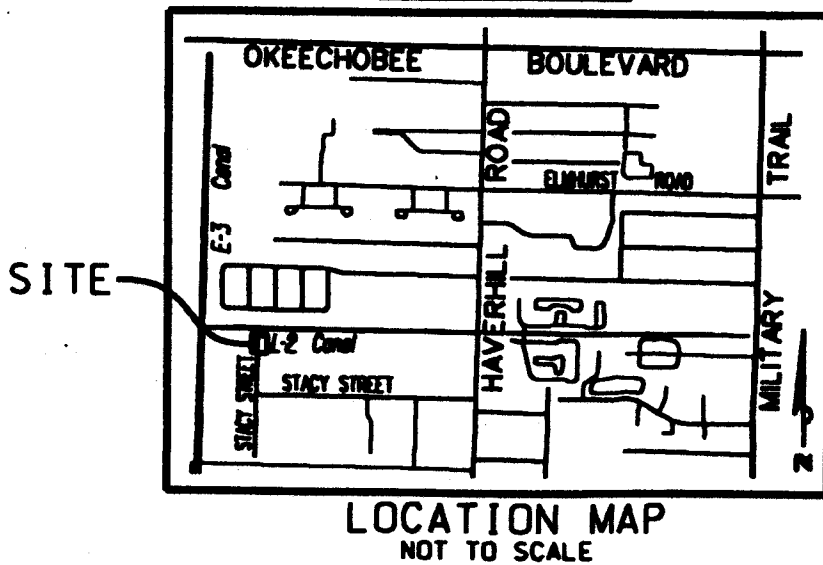 OKEECHOBEE BOULEVARD
ROAD
TRAIL
ELMHURST ROAD
E-3 Canal
SITE
HAVERHILL
L-2 Canal
MILITARY
STACY STREET
STACY STREET
N
LOCATION MAP
NOT TO SCALE